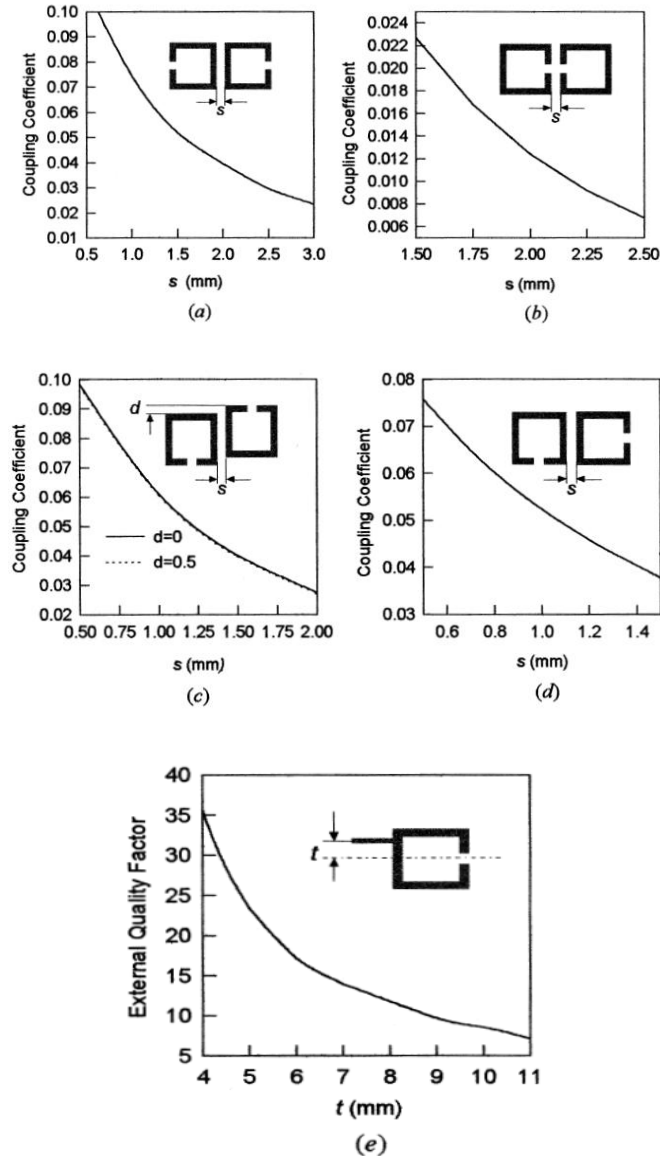 Coupling Coefficient
0.10
0.09
0.08
0.07
0.06
0.05
0.04
0.03
0.02
0.01
s
0.5 1.0 1.5 2.0 2.5 3.0
s (mm)
(a)
Coupling Coefficient
0.024
0.022
0.020
0.018
0.016
0.014
0.012
0.010
0.008
0.006
s
1.50 1.75 2.00 2.25 2.50
s (mm)
(b)
Coupling Coefficient
0.10
0.09
0.08
0.07
0.06
0.05
0.04
0.03
0.02
d
s
d=0
d=0.5
0.50 0.75 1.00 1.25 1.50 1.75 2.00
s (mm)
(c)
Coupling Coefficient
0.08
0.07
0.06
0.05
0.04
0.03
s
0.6 0.8 1.0 1.2 1.4
s (mm)
(d)
External Quality Factor
40
35
30
25
20
15
10
5
t
4 5 6 7 8 9 10 11
t (mm)
(e)